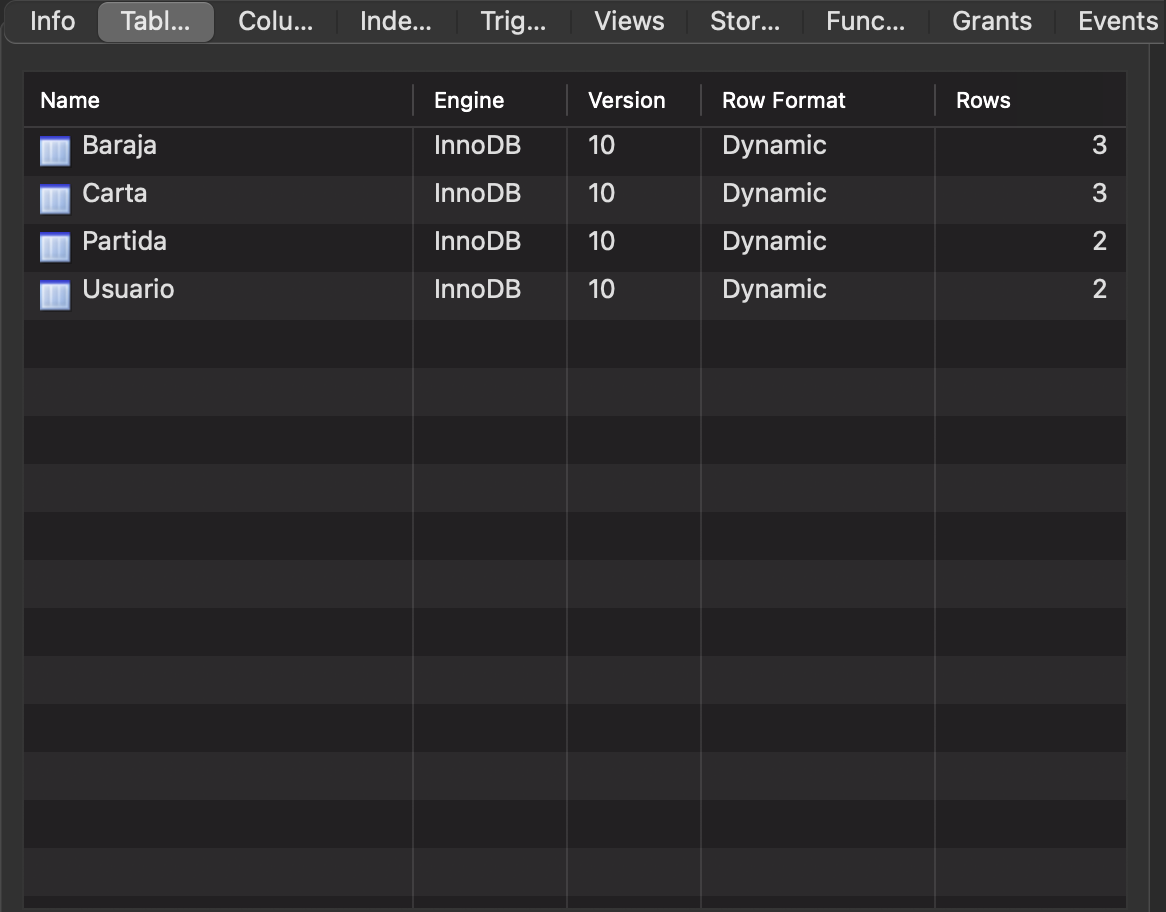 Info Tabl... Colu... Inde... Trig... Views Stor... Func... Grants Events
Name Engine Version Row Format Rows
Baraja InnoDB 10 Dynamic 3
Carta InnoDB 10 Dynamic 3
Partida InnoDB 10 Dynamic 2
Usuario InnoDB 10 Dynamic 2